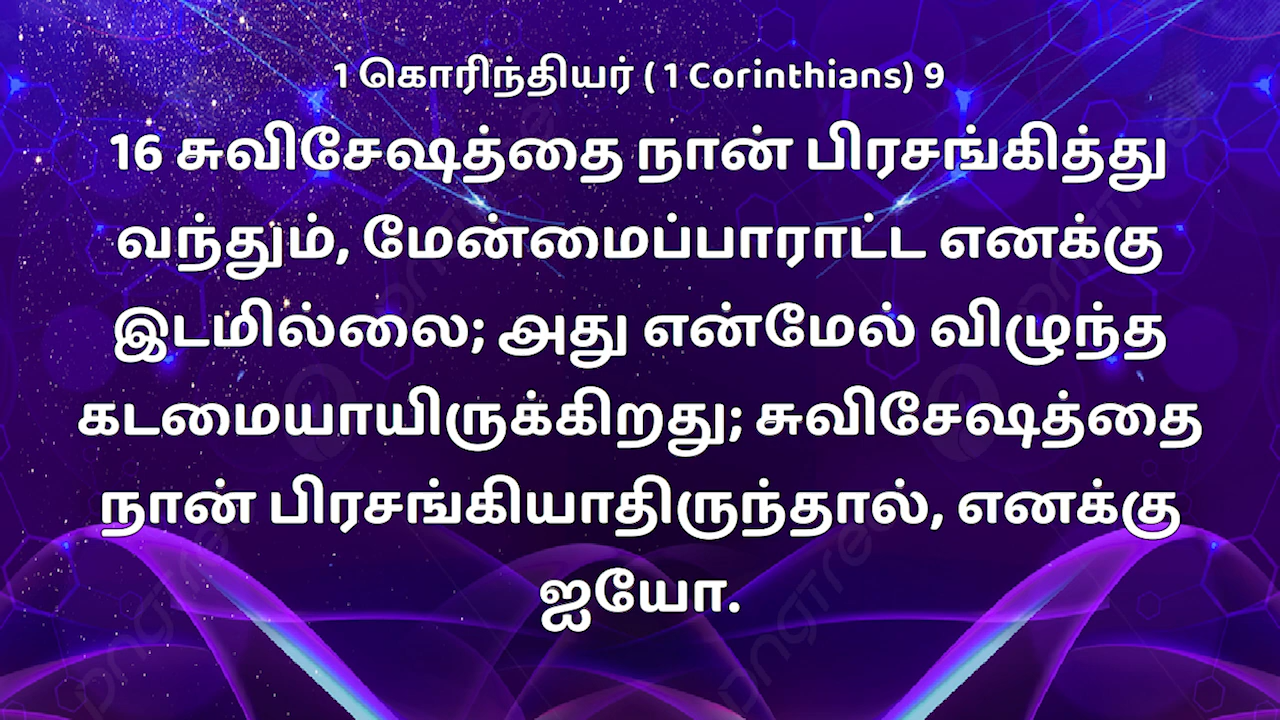 1 கொரிந்தியர் ( 1 Corinthians) 9
16 சுவிசேஷத்தை நான் பிரசங்கித்து
வந்தும், மேன்மைப்பாராட்ட எனக்கு
இடமில்லை; அது என்மேல் விழுந்த
கடமையாயிருக்கிறது; சுவிசேஷத்தை
நான் பிரசங்கியாதிருந்தால், எனக்கு
ஐயோ.